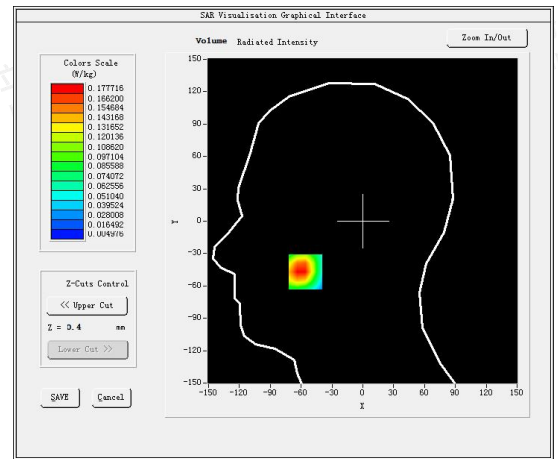 SAR Visualisation Graphical Interface
Volume Radiated Intensity
Zoom In/Out
Colors Scale
(W/kg)
0.177716
0.166200
0.154684
0.143168
0.131652
0.120136
0.108620
0.097104
0.085588
0.074072
0.062556
0.051040
0.039524
0.028008
0.016492
0.004976
Z-Cuts Control
<< Upper Cut
Z = 0.4 mm
Lower Cut >>
SAVE Cancel
150
120
90
60
30
0
-30
-60
-90
-120
-150
Y
-150 -120 -90 -60 -30 0 30 60 90 120 150
X